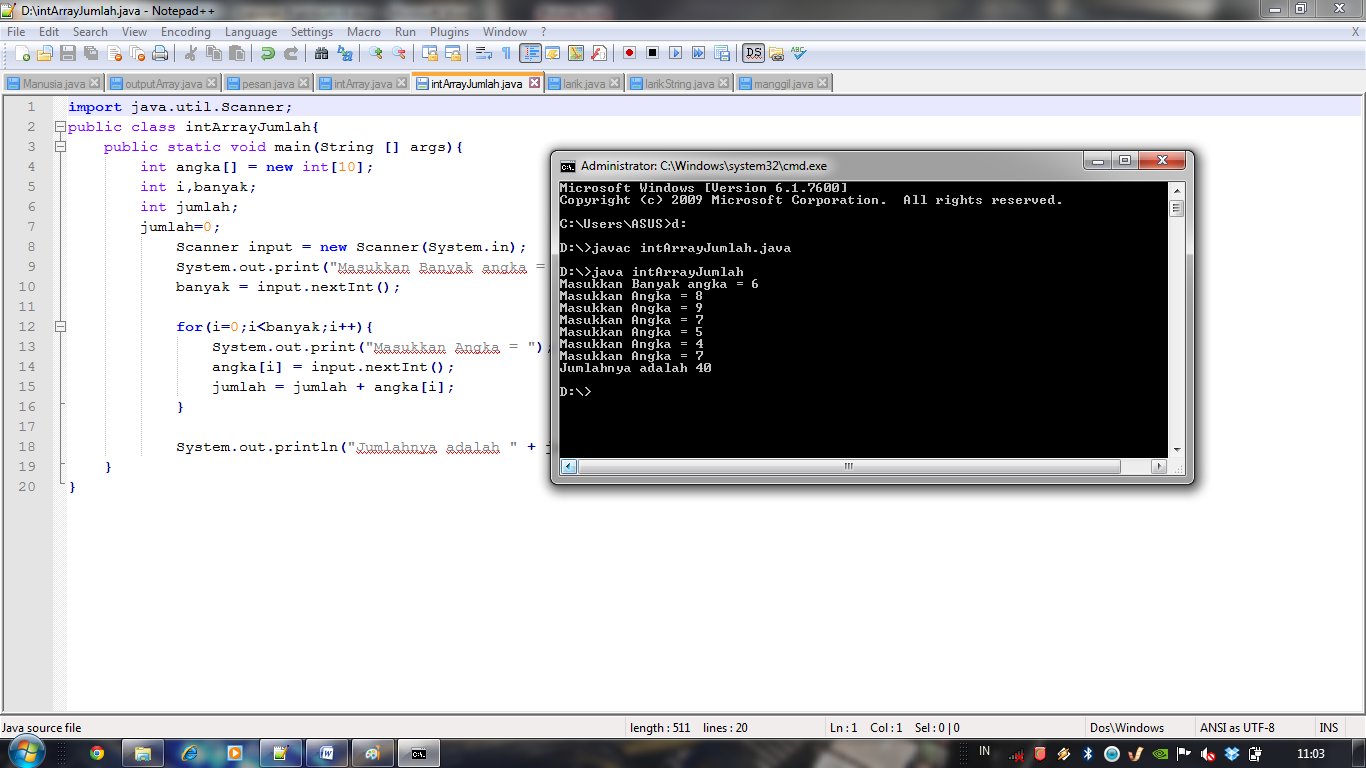 D:\intArrayJumlah.java - Notepad++
File Edit Search View Encoding Language Settings Macro Run Plugins Window ? X
Manusia.java outputArray.java pesan.java intArray.java intArrayJumlah.java larik.java larikString.java manggil.java
1 import java.util.Scanner;
2 public class intArrayJumlah{
3 public static void main(String [] args){
4 int angka[] = new int[10];
5 int i,banyak;
6 int jumlah;
7 jumlah=0;
8 Scanner input = new Scanner(System.in);
9 System.out.print("Masukkan Banyak angka =
10 banyak = input.nextInt();
11
12 for(i=0;i<banyak;i++){
13 System.out.print("Masukkan Angka = ");
14 angka[i] = input.nextInt();
15 jumlah = jumlah + angka[i];
16 }
17
18 System.out.println("Jumlahnya adalah " +
19 }
20 }
Administrator: C:\Windows\system32\cmd.exe
Microsoft Windows [Version 6.1.7600]
Copyright (c) 2009 Microsoft Corporation. All rights reserved.
C:\Users\ASUS>d:
D:\>javac intArrayJumlah.java
D:\>java intArrayJumlah
Masukkan Banyak angka = 6
Masukkan Angka = 8
Masukkan Angka = 9
Masukkan Angka = 7
Masukkan Angka = 5
Masukkan Angka = 4
Masukkan Angka = 7
Jumlahnya adalah 40
D:\>
Java source file length : 511 lines : 20 Ln : 1 Col : 1 Sel : 0 | 0 Dos\Windows ANSI as UTF-8 INS
IN 11:03